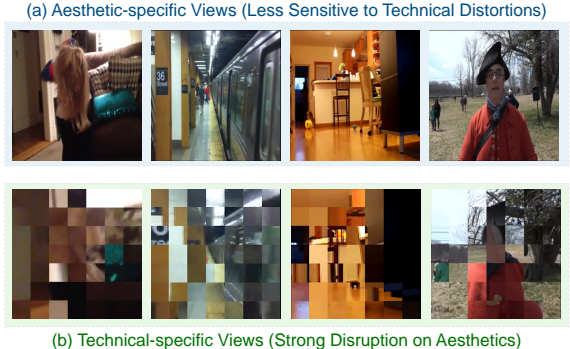 (a) Aesthetic-specific Views (Less Sensitive to Technical Distortions)
36
Street
(b) Technical-specific Views (Strong Disruption on Aesthetics)